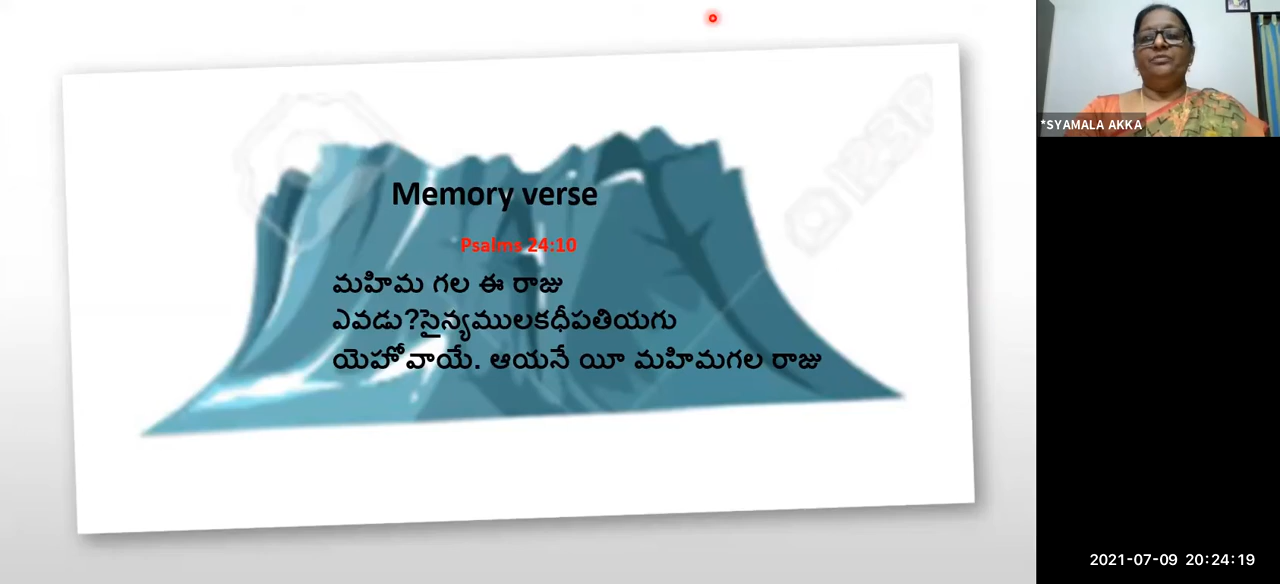 Memory verse
Psalms 24:10
మహిమ గల ఈ రాజు
ఎవడు?సైన్యములకధీపతియగు
యెహోవాయే. ఆయనే యీ మహిమగల రాజు
*SYAMALA AKKA
2021-07-09 20:24:19